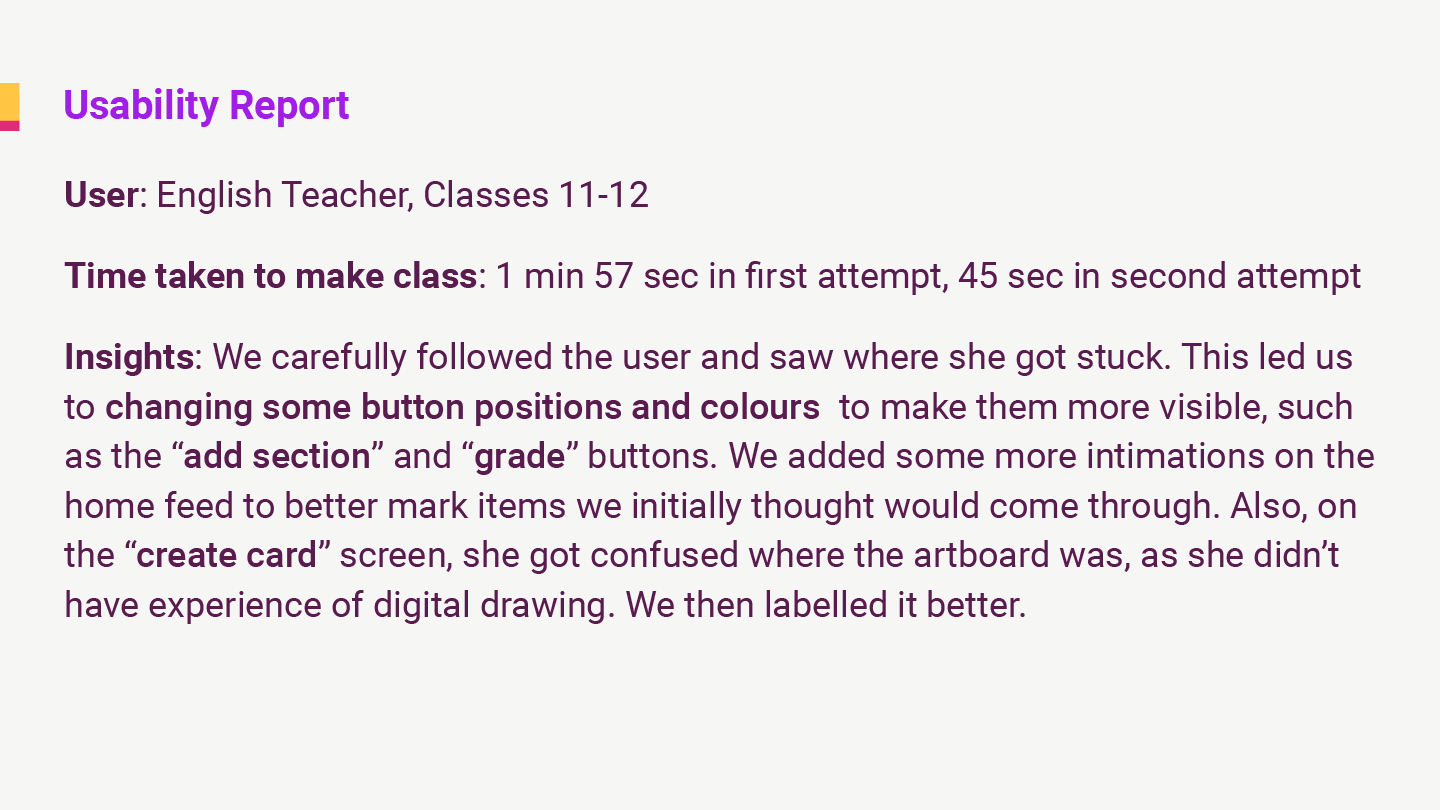 Usability Report
User: English Teacher, Classes 11-12
Time taken to make class: 1 min 57 sec in first attempt, 45 sec in second attempt
Insights: We carefully followed the user and saw where she got stuck. This led us
to changing some button positions and colours  to make them more visible, such
as the “add section” and “grade” buttons. We added some more intimations on the
home feed to better mark items we initially thought would come through. Also, on
the “create card” screen, she got confused where the artboard was, as she didn’t
have experience of digital drawing. We then labelled it better.